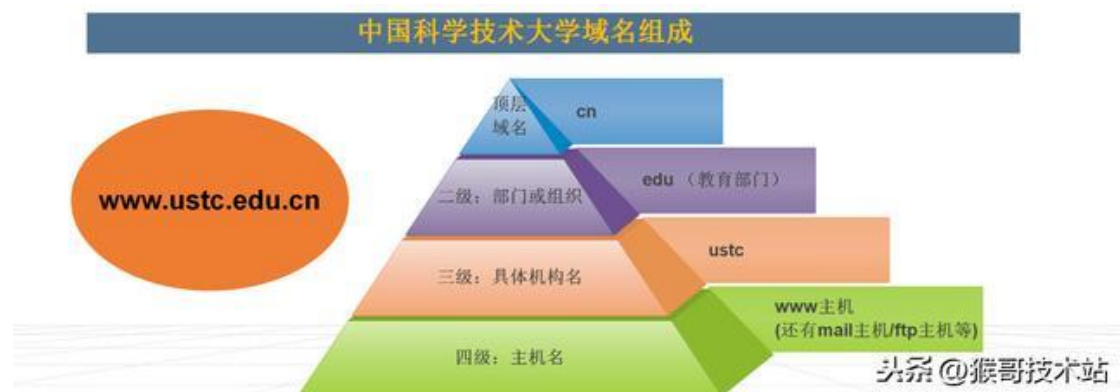 中国科学技术大学域名组成
www.ustc.edu.cn
顶层
域名
cn
二级：部门或组织
edu （教育部门）
三级：具体机构名
ustc
四级：主机名
www主机
(还有mail主机/ftp主机等)
头条 @猴哥技术站